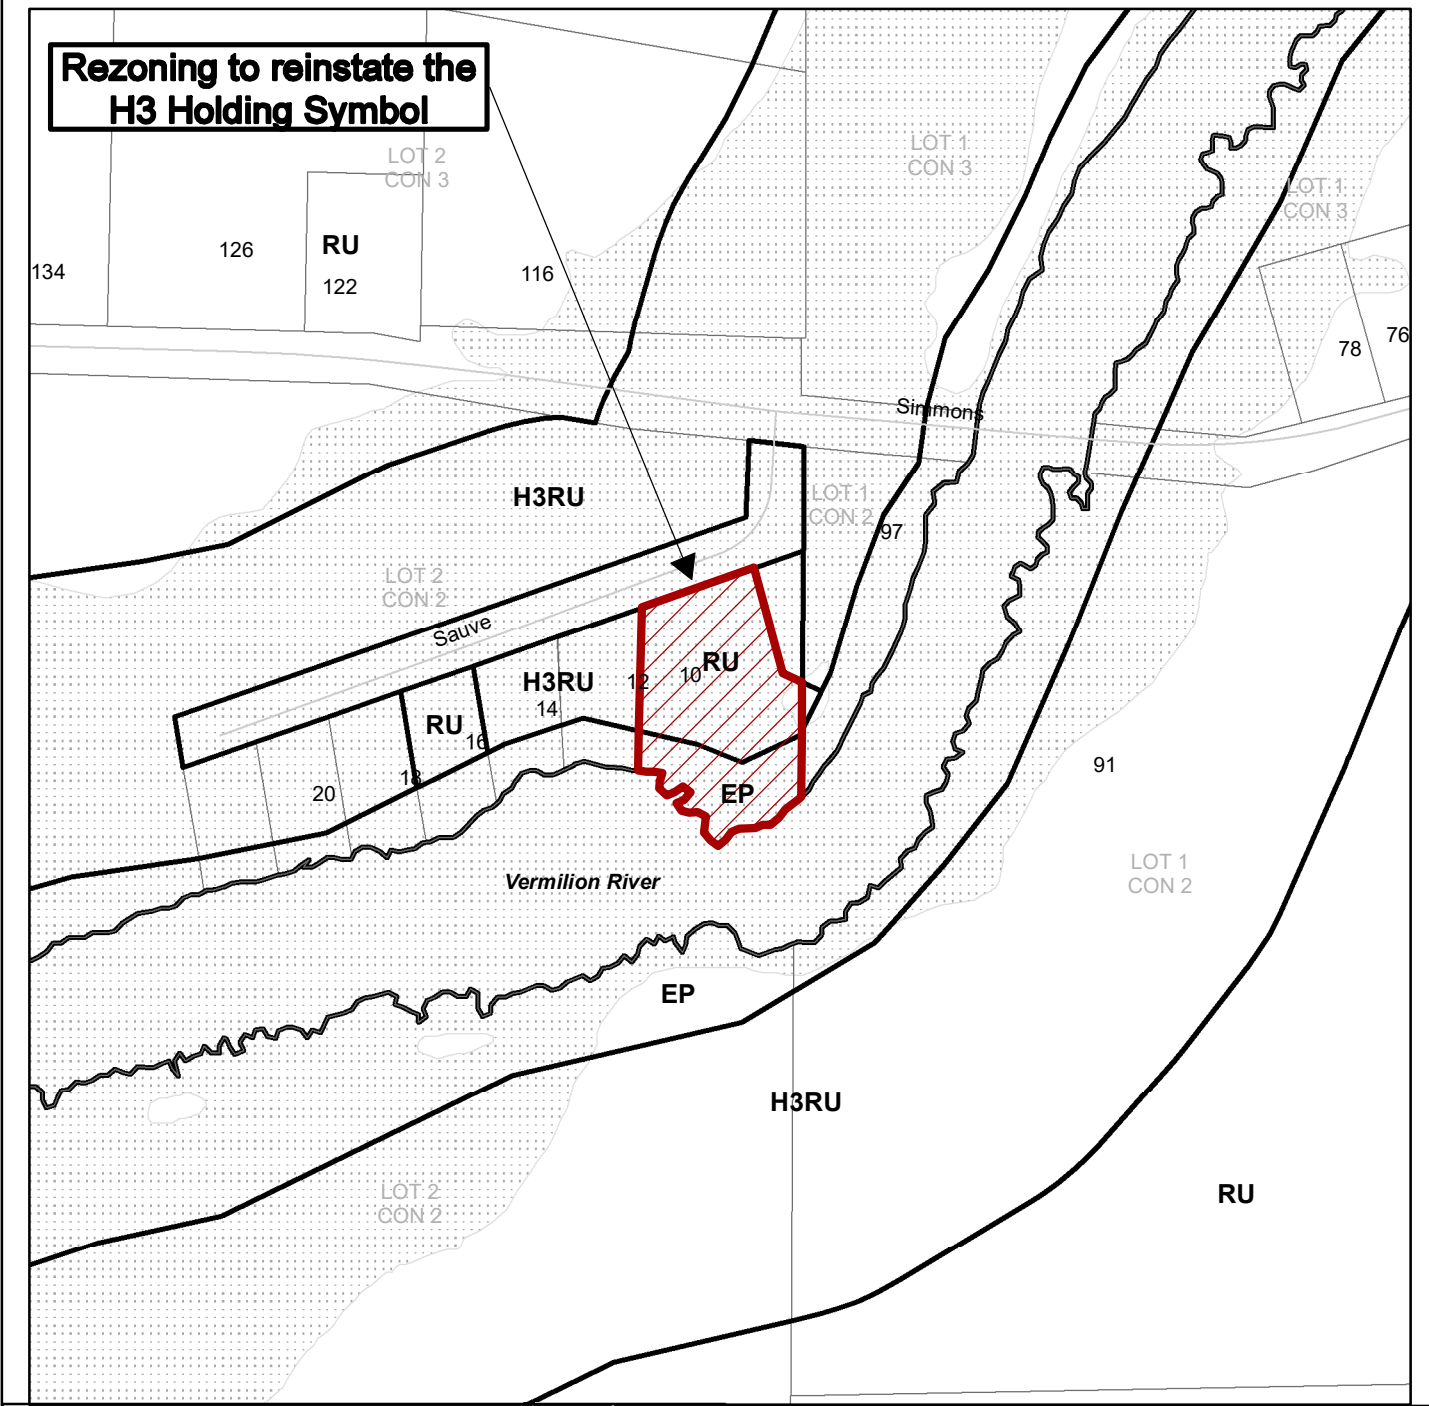 Rezoning to reinstate the
H3 Holding Symbol
LOT 2
CON 3
LOT 1
CON 3
LOT 1
CON 3
134
126
RU
122
116
78
76
Simmons
H3RU
LOT 1
CON 2
97
LOT 2
CON 2
Sauve
H3RU
12
10
RU
14
RU
16
18
20
EP
91
LOT 1
CON 2
Vermilion River
EP
H3RU
LOT 2
CON 2
RU